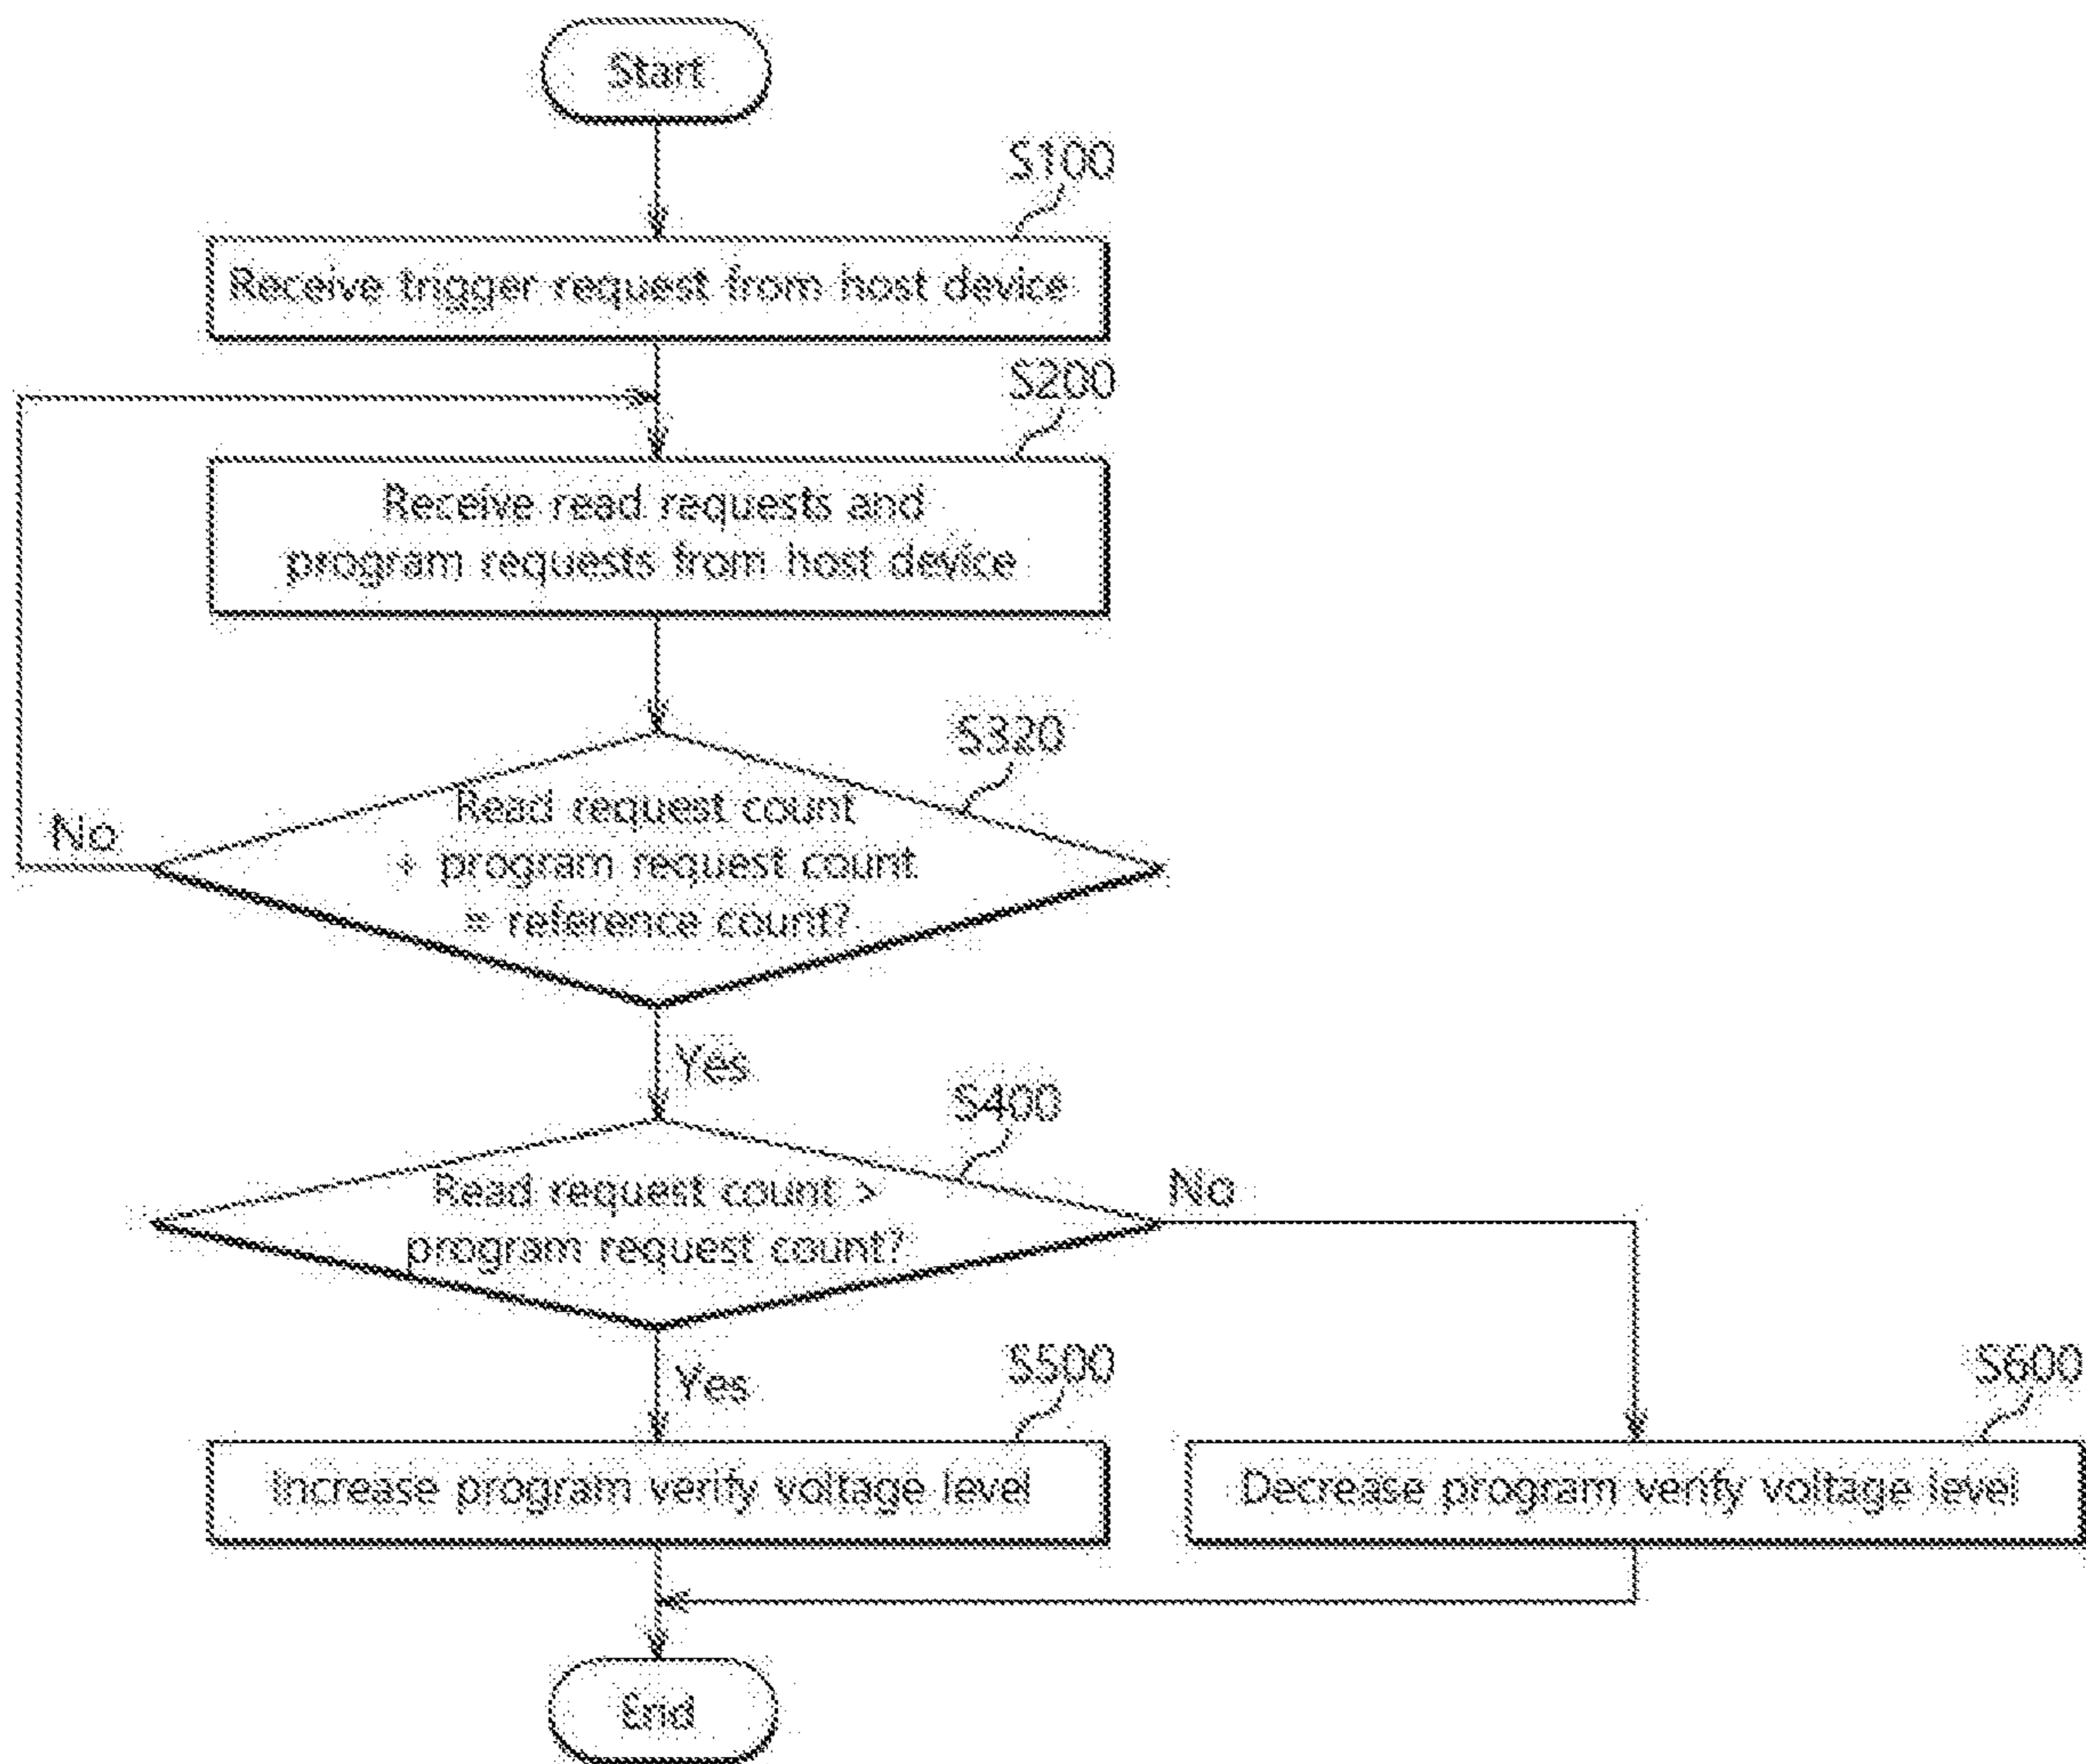 Start
S100
Receive trigger request from host device
S200
Receive read requests and
program requests from host device
S320
Read request count
+ program request count
= reference count?
No
Yes
S400
Read request count >
program request count?
No
Yes
S500
Increase program verify voltage level
S600
Decrease program verify voltage level
End